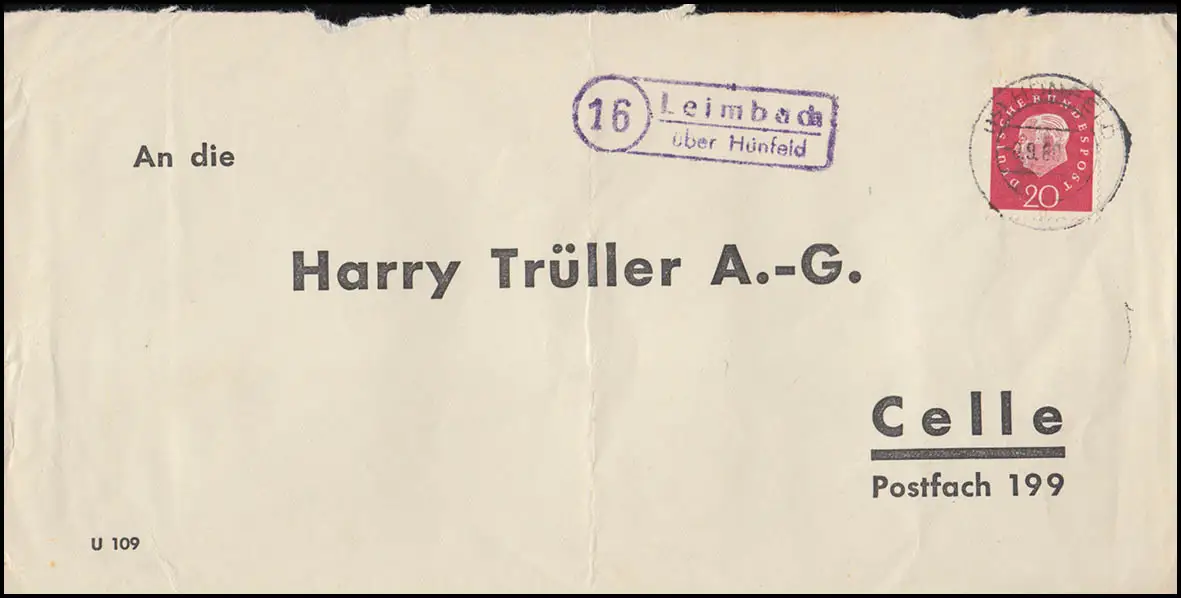 16
Leimbach
über Hünfeld
DEUTSCHE BUNDESPOST
20
An die
Harry Trüller A.-G.
Celle
Postfach 199
U 109